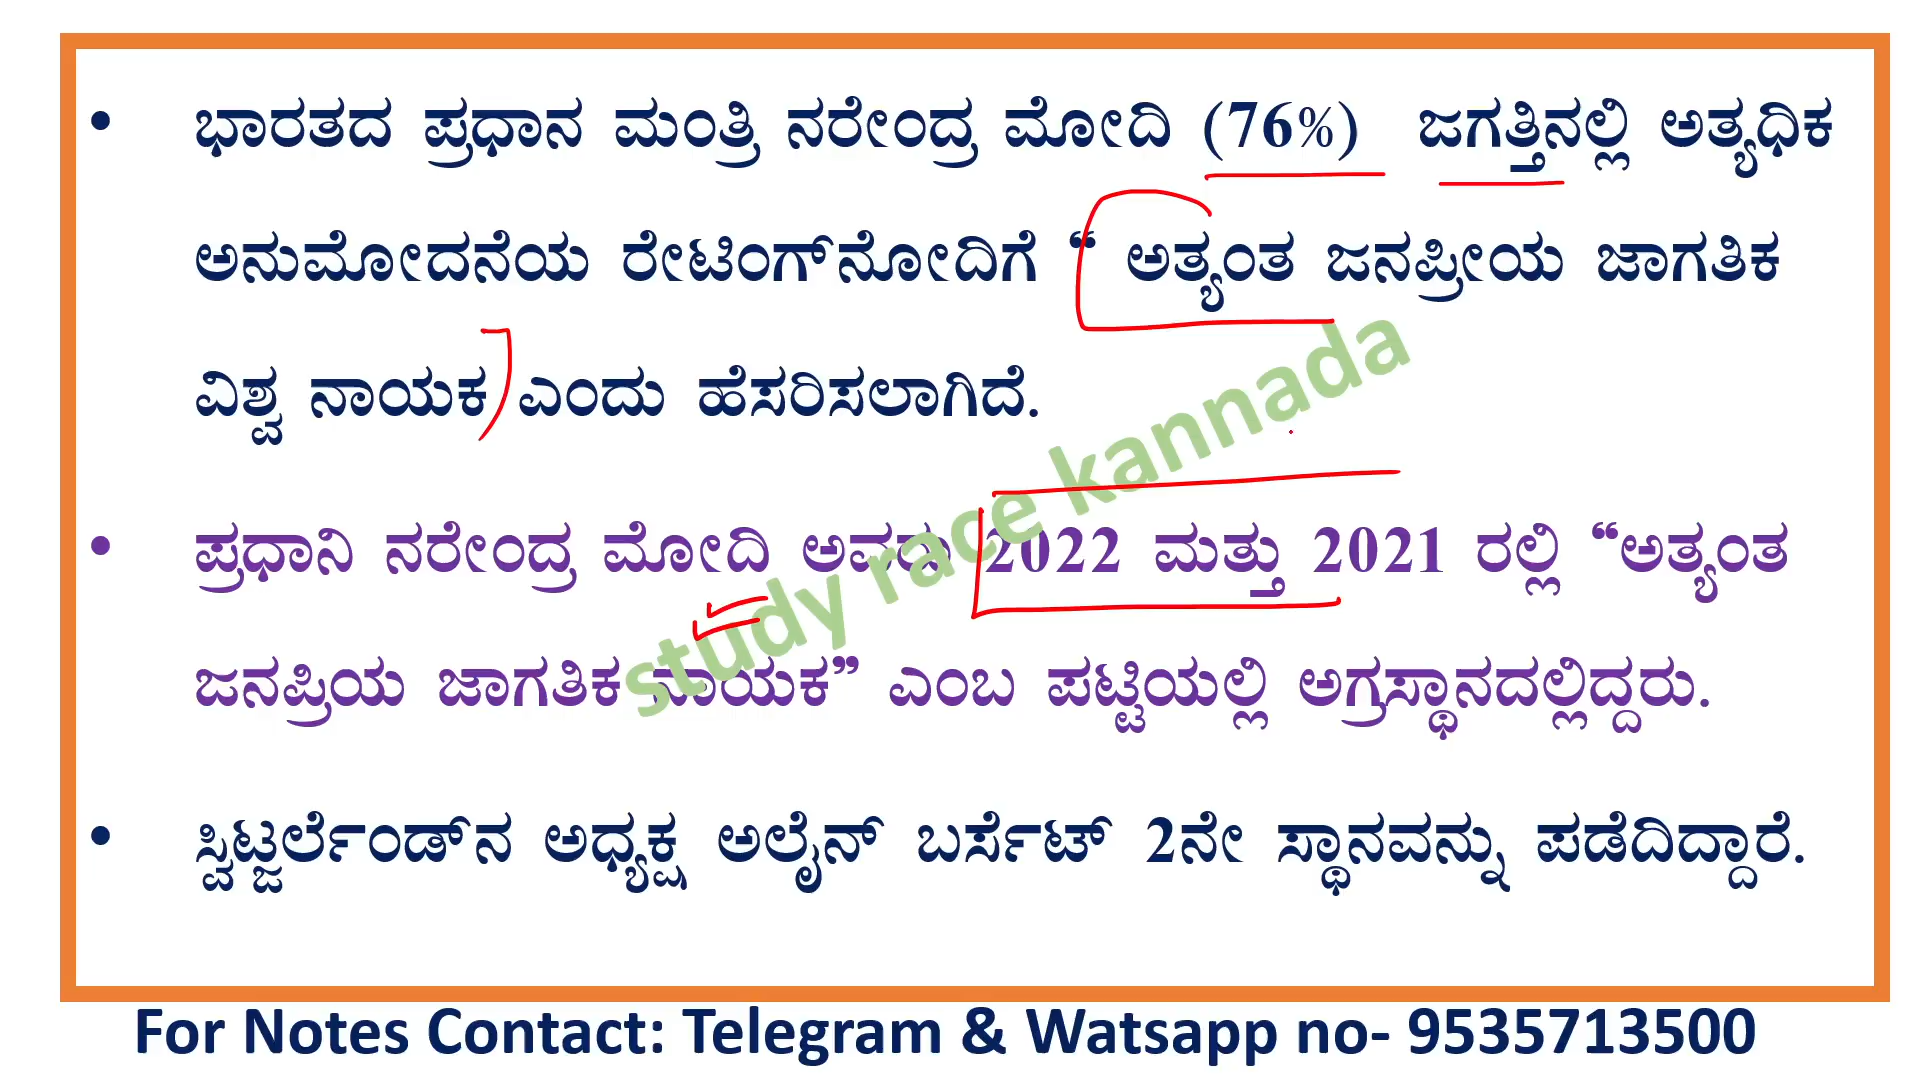 • ಭಾರತದ ಪ್ರಧಾನ ಮಂತ್ರಿ ನರೇಂದ್ರ ಮೋದಿ (76%) ಜಗತ್ತಿನಲ್ಲಿ ಅತ್ಯಧಿಕ
ಅನುಮೋದನೆಯ ರೇಟಿಂಗ್‌ನೋದಿಗೆ “ ಅತ್ಯಂತ ಜನಪ್ರೀಯ ಜಾಗತಿಕ
ವಿಶ್ವ ನಾಯಕ ಎಂದು ಹೆಸರಿಸಲಾಗಿದೆ.
• ಪ್ರಧಾನಿ ನರೇಂದ್ರ ಮೋದಿ ಅವರು 2022 ಮತ್ತು 2021 ರಲ್ಲಿ “ಅತ್ಯಂತ
ಜನಪ್ರಿಯ ಜಾಗತಿಕ ನಾಯಕ” ಎಂಬ ಪಟ್ಟಿಯಲ್ಲಿ ಅಗ್ರಸ್ಥಾನದಲ್ಲಿದ್ದರು.
• ಸ್ವಿಟ್ಜರ್ಲೆಂಡ್‌ನ ಅಧ್ಯಕ್ಷ ಅಲೈನ್ ಬರ್ಸೆಟ್ 2ನೇ ಸ್ಥಾನವನ್ನು ಪಡೆದಿದ್ದಾರೆ.
study race kannada
For Notes Contact: Telegram & Watsapp no- 9535713500